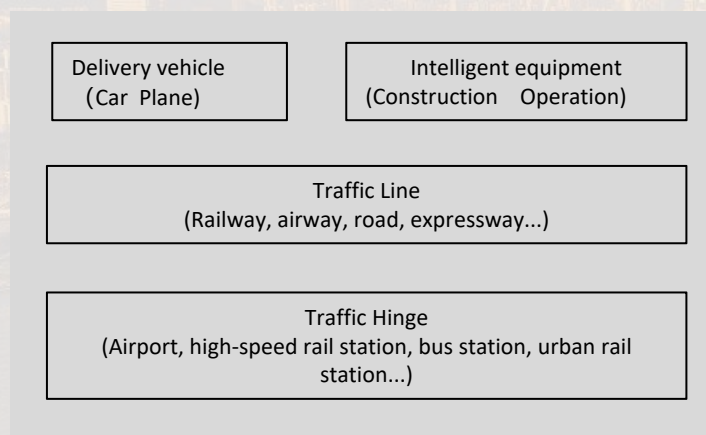 Delivery vehicle
（Car Plane)
Intelligent equipment
(Construction Operation)
Traffic Line
(Railway, airway, road, expressway...)
Traffic Hinge
(Airport, high-speed rail station, bus station, urban rail
station...)